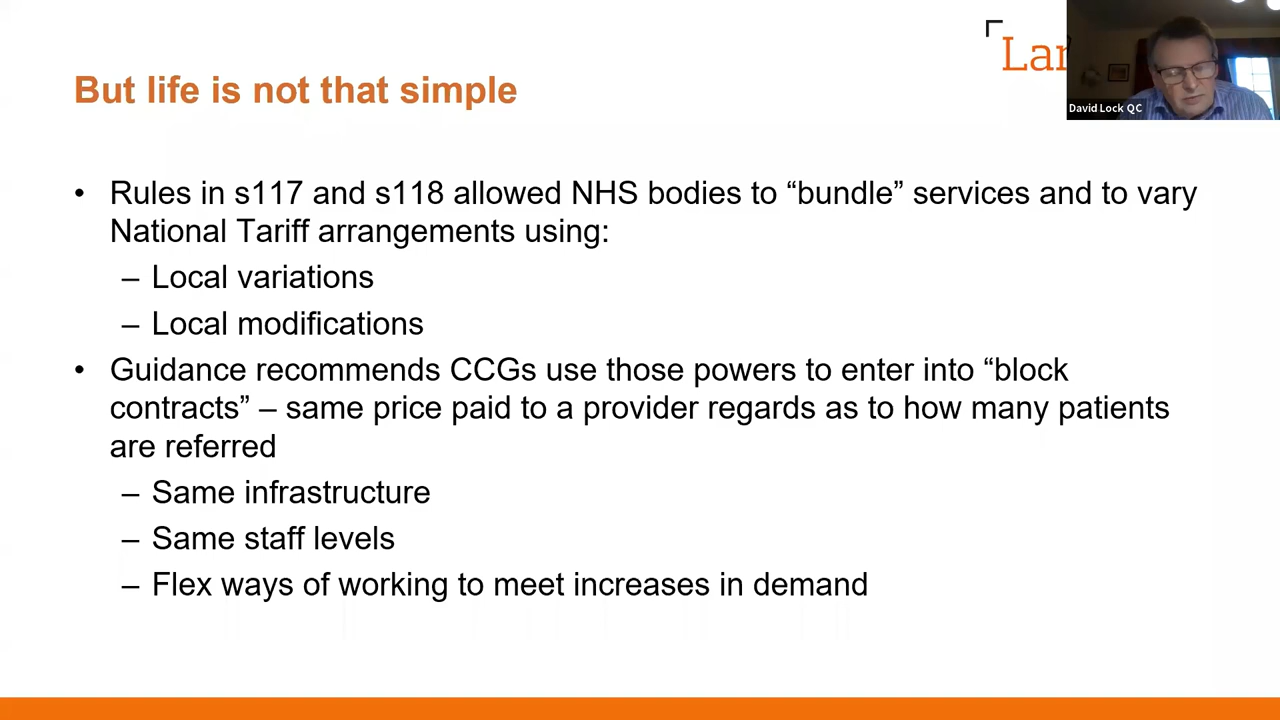 But life is not that simple
Lan
David Lock QC
• Rules in s117 and s118 allowed NHS bodies to “bundle” services and to vary
National Tariff arrangements using:
– Local variations
– Local modifications
• Guidance recommends CCGs use those powers to enter into “block
contracts” – same price paid to a provider regards as to how many patients
are referred
– Same infrastructure
– Same staff levels
– Flex ways of working to meet increases in demand